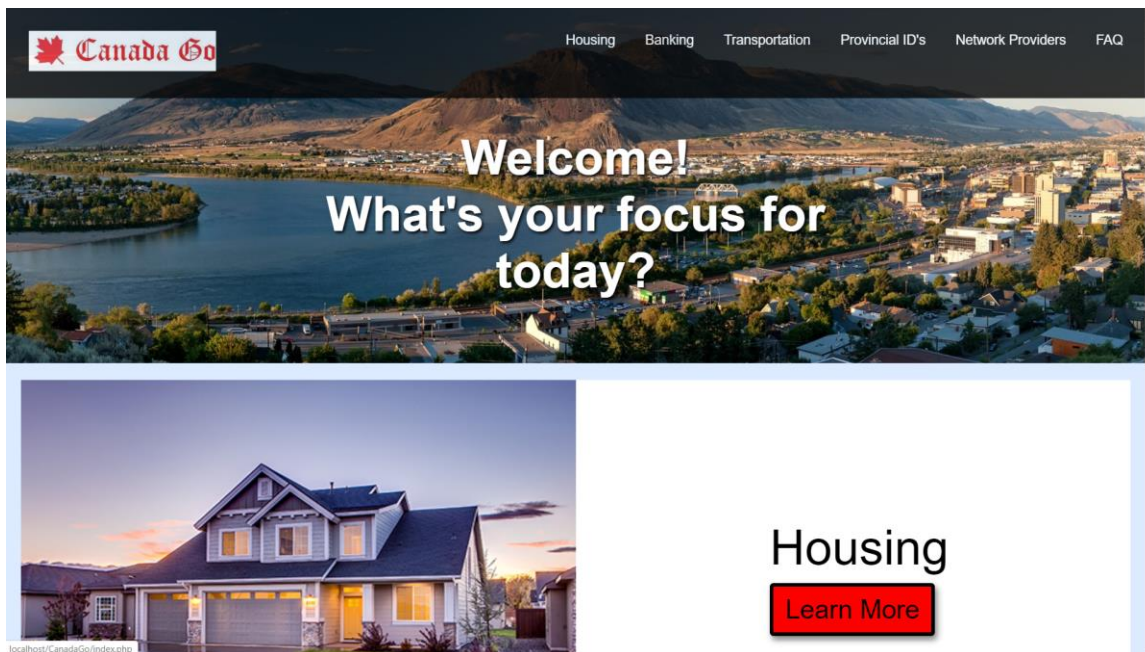 Canada Go
Housing Banking Transportation Provincial ID's Network Providers FAQ
Welcome!
What's your focus for
today?
Housing
Learn More
localhost/CanadaGo/index.php